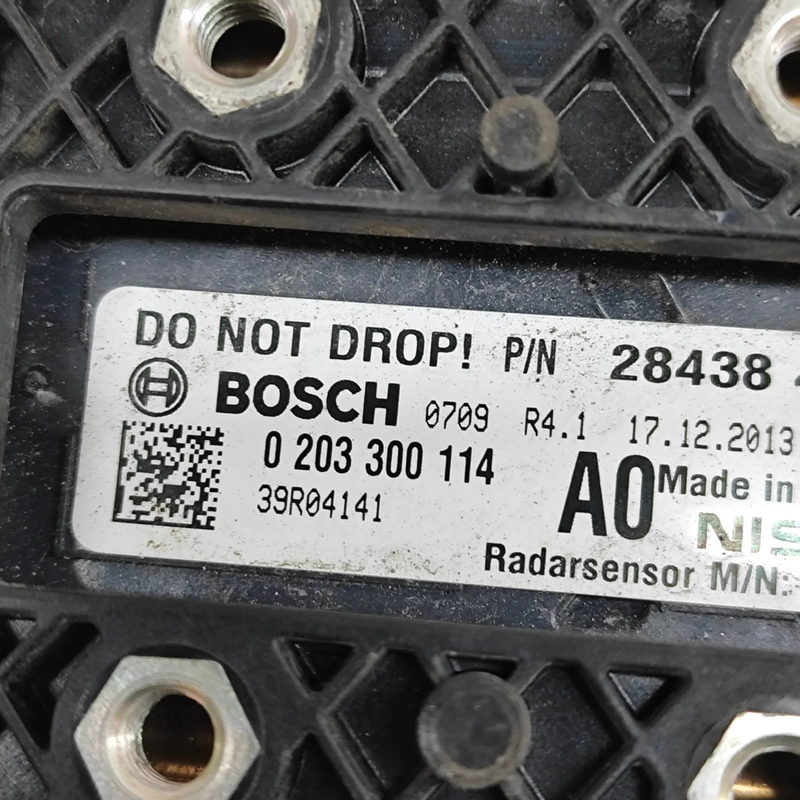 DO NOT DROP! P/N 28438
BOSCH 0709 R4.1 17.12.2013
0 203 300 114 A0 Made in
39R04141 NIS
Radarsensor M/N: